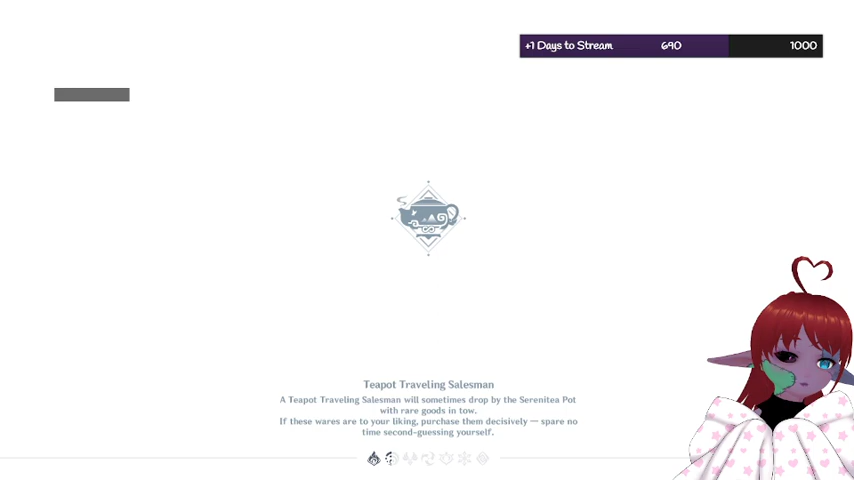 +1 Days to Stream 690 1000
Teapot Traveling Salesman
A Teapot Traveling Salesman will sometimes drop by the Serenitea Pot
with rare goods in tow.
If these wares are to your liking, purchase them decisively — spare no
time second-guessing yourself.